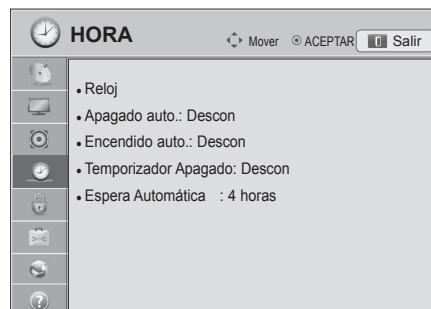 HORA
Mover ACEPTAR Salir
Reloj
Apagado auto.: Descon
Encendido auto.: Descon
Temporizador Apagado: Descon
Espera Automática : 4 horas
?